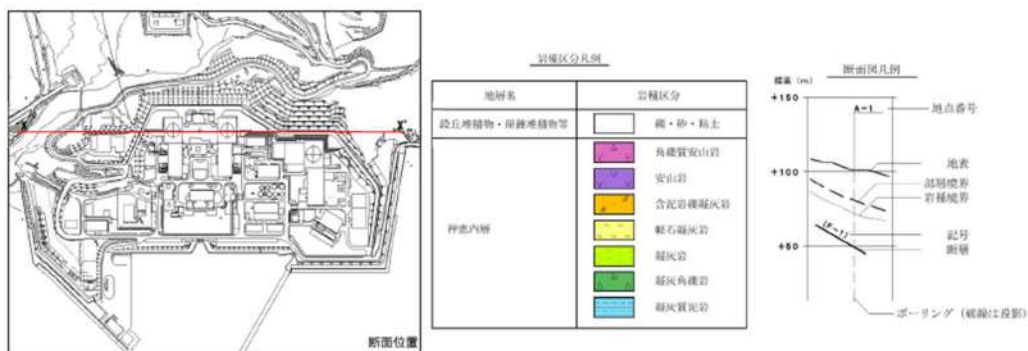 断面位置
岩種区分凡例
地層名 岩種区分
段丘堆積物・崖錐堆積物等 礫・砂・粘土
神恵内層
角礫質安山岩
安山岩
含泥岩礫凝灰岩
軽石凝灰岩
凝灰岩
凝灰角礫岩
凝灰質泥岩
断面図凡例
標高 (m)
+150
A-1 地点番号
地表
+100
部層境界
岩種境界
(F-1) 記号
+50
断層
ボーリング (破線は投影)